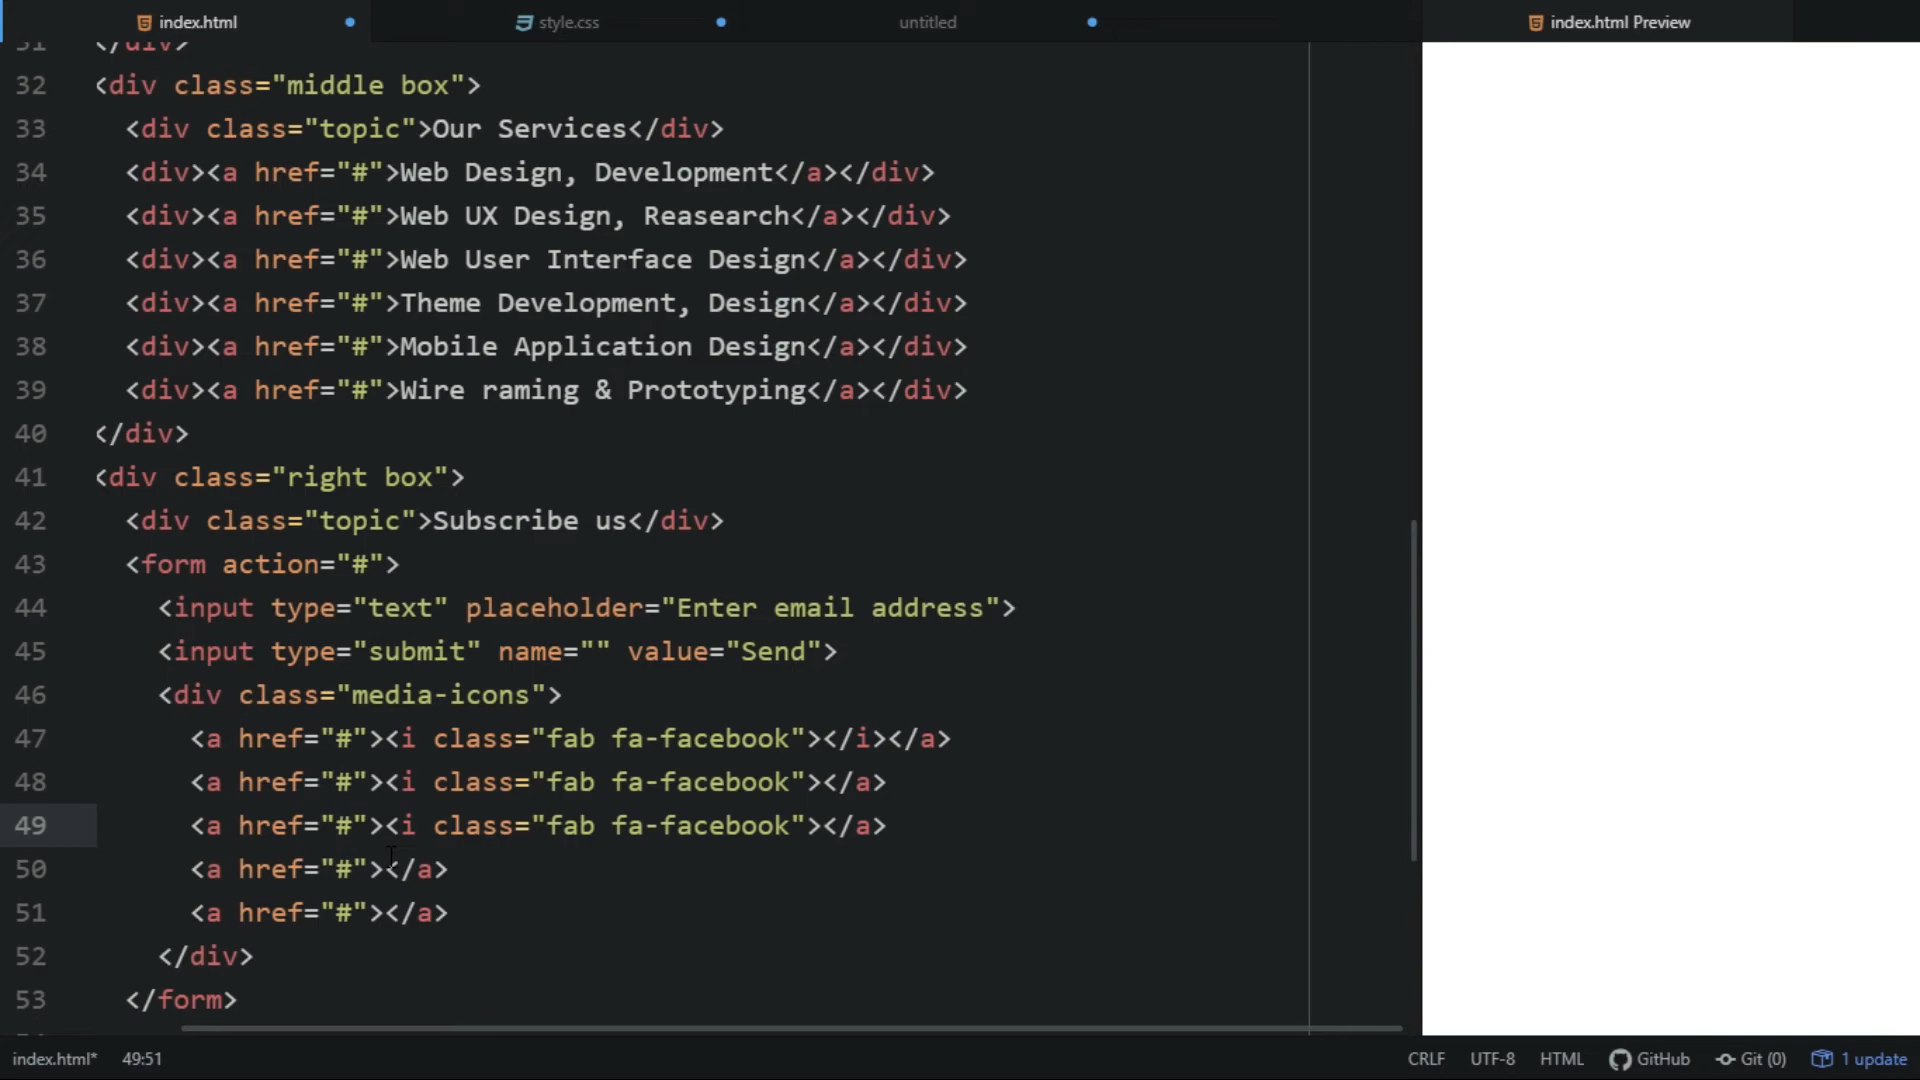 index.html
style.css
untitled
index.html Preview
31 </div>
32 <div class="middle box">
33 <div class="topic">Our Services</div>
34 <div><a href="#">Web Design, Development</a></div>
35 <div><a href="#">Web UX Design, Reasearch</a></div>
36 <div><a href="#">Web User Interface Design</a></div>
37 <div><a href="#">Theme Development, Design</a></div>
38 <div><a href="#">Mobile Application Design</a></div>
39 <div><a href="#">Wire raming & Prototyping</a></div>
40 </div>
41 <div class="right box">
42 <div class="topic">Subscribe us</div>
43 <form action="#">
44 <input type="text" placeholder="Enter email address">
45 <input type="submit" name="" value="Send">
46 <div class="media-icons">
47 <a href="#"><i class="fab fa-facebook"></i></a>
48 <a href="#"><i class="fab fa-facebook"></a>
49 <a href="#"><i class="fab fa-facebook"></a>
50 <a href="#"></a>
51 <a href="#"></a>
52 </div>
53 </form>
index.html* 49:51 CRLF UTF-8 HTML GitHub Git (0) 1 update